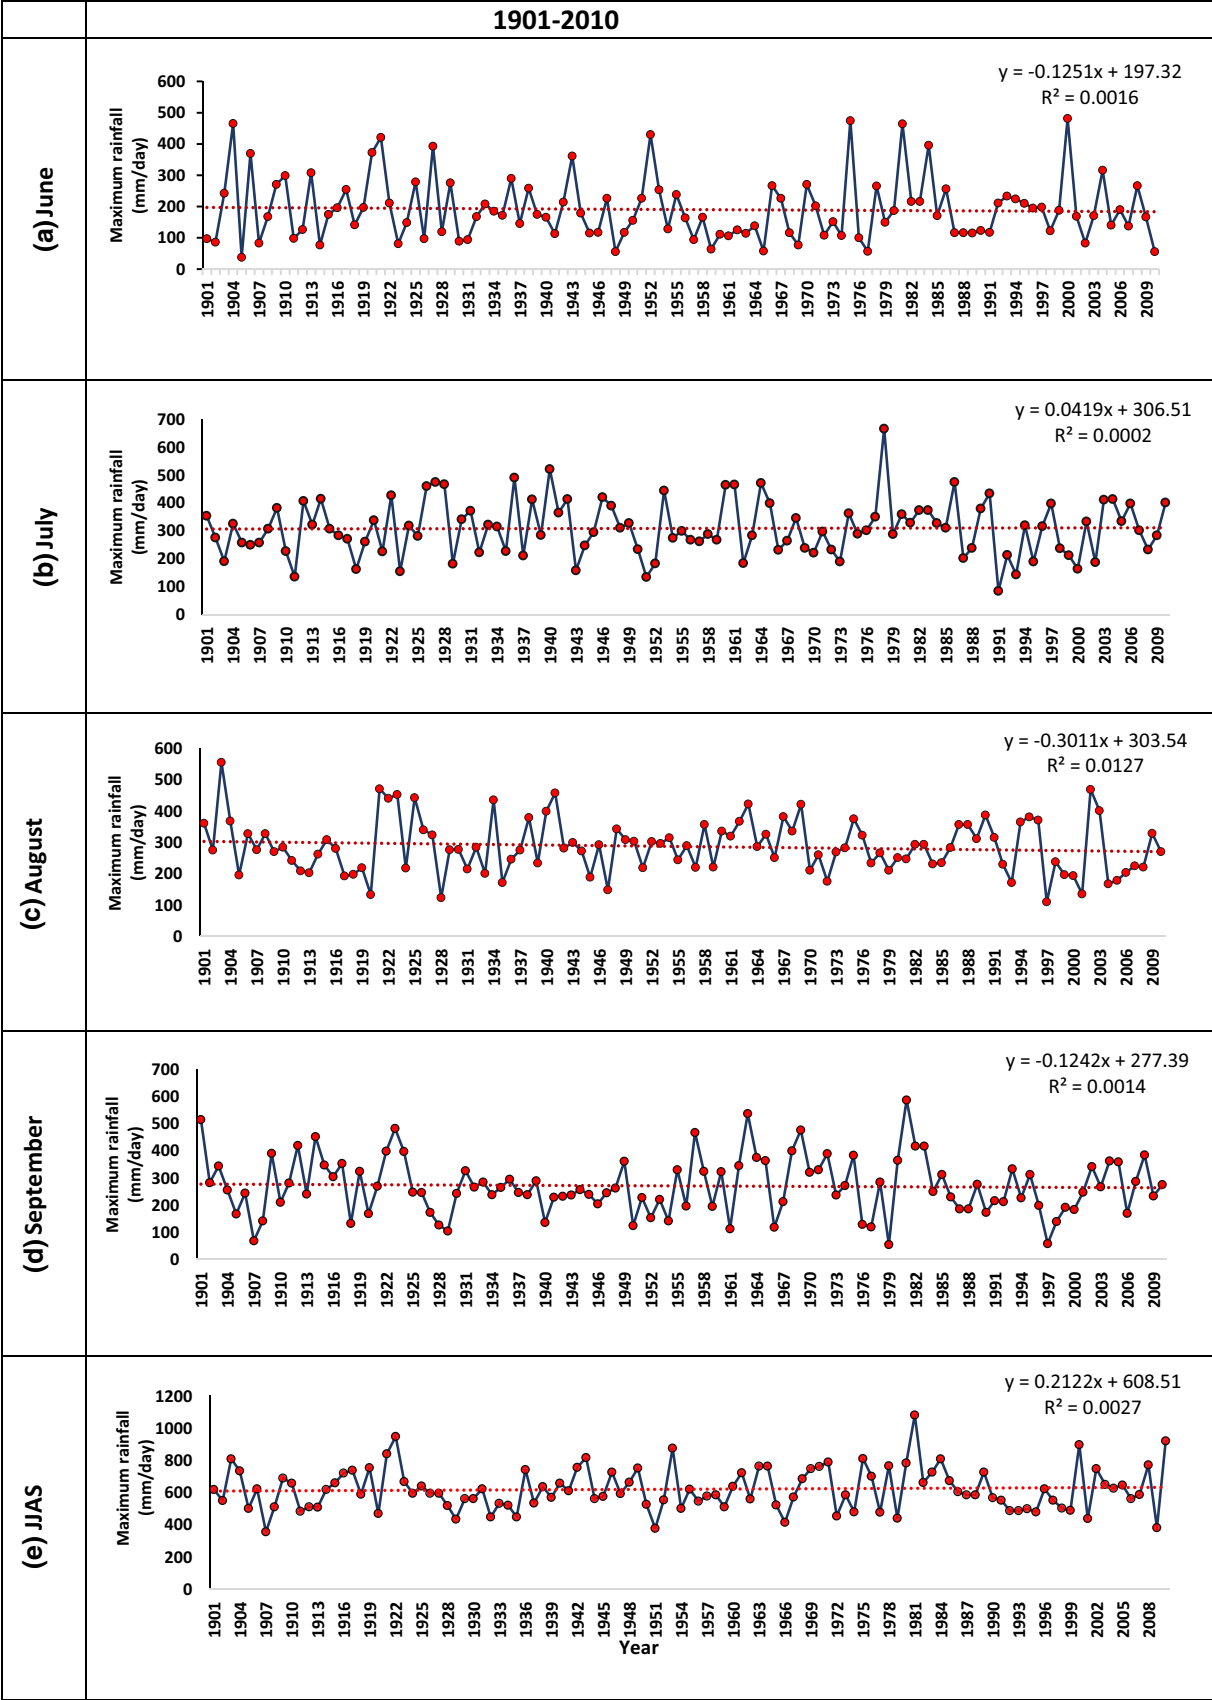 1901-2010
(a) June
y = -0.1251x + 197.32
R² = 0.0016
Maximum rainfall
(mm/day)
600
500
400
300
200
100
0
1901 1904 1907 1910 1913 1916 1919 1922 1925 1928 1931 1934 1937 1940 1943 1946 1949 1952 1955 1958 1961 1964 1967 1970 1973 1976 1979 1982 1985 1988 1991 1994 1997 2000 2003 2006 2009
(b) July
y = 0.0419x + 306.51
R² = 0.0002
Maximum rainfall
(mm/day)
700
600
500
400
300
200
100
0
1901 1904 1907 1910 1913 1916 1919 1922 1925 1928 1931 1934 1937 1940 1943 1946 1949 1952 1955 1958 1961 1964 1967 1970 1973 1976 1979 1982 1985 1988 1991 1994 1997 2000 2003 2006 2009
(c) August
y = -0.3011x + 303.54
R² = 0.0127
Maximum rainfall
(mm/day)
600
500
400
300
200
100
0
1901 1904 1907 1910 1913 1916 1919 1922 1925 1928 1931 1934 1937 1940 1943 1946 1949 1952 1955 1958 1961 1964 1967 1970 1973 1976 1979 1982 1985 1988 1991 1994 1997 2000 2003 2006 2009
(d) September
y = -0.1242x + 277.39
R² = 0.0014
Maximum rainfall
(mm/day)
700
600
500
400
300
200
100
0
1901 1904 1907 1910 1913 1916 1919 1922 1925 1928 1931 1934 1937 1940 1943 1946 1949 1952 1955 1958 1961 1964 1967 1970 1973 1976 1979 1982 1985 1988 1991 1994 1997 2000 2003 2006 2009
(e) JJAS
y = 0.2122x + 608.51
R² = 0.0027
Maximum rainfall
(mm/day)
1200
1000
800
600
400
200
0
1901 1904 1907 1910 1913 1916 1919 1922 1925 1928 1930 1933 1936 1939 1942 1945 1948 1951 1954 1957 1960 1963 1966 1969 1972 1975 1978 1981 1984 1987 1990 1993 1996 1999 2002 2005 2008
Year